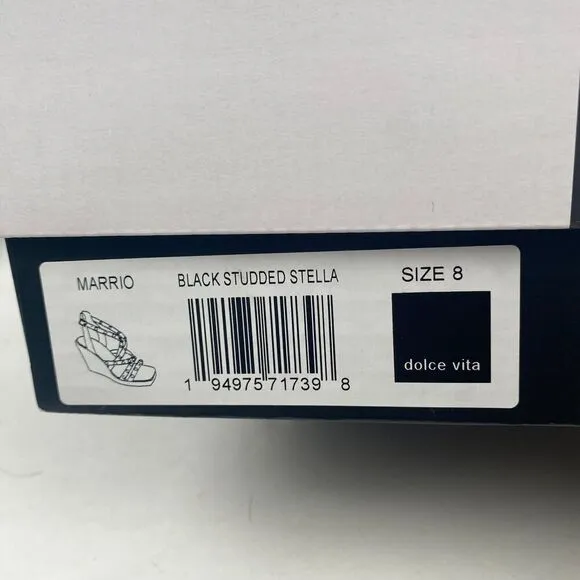 MARRIO
BLACK STUDDED STELLA
SIZE 8
1 94975 71739 8
dolce vita